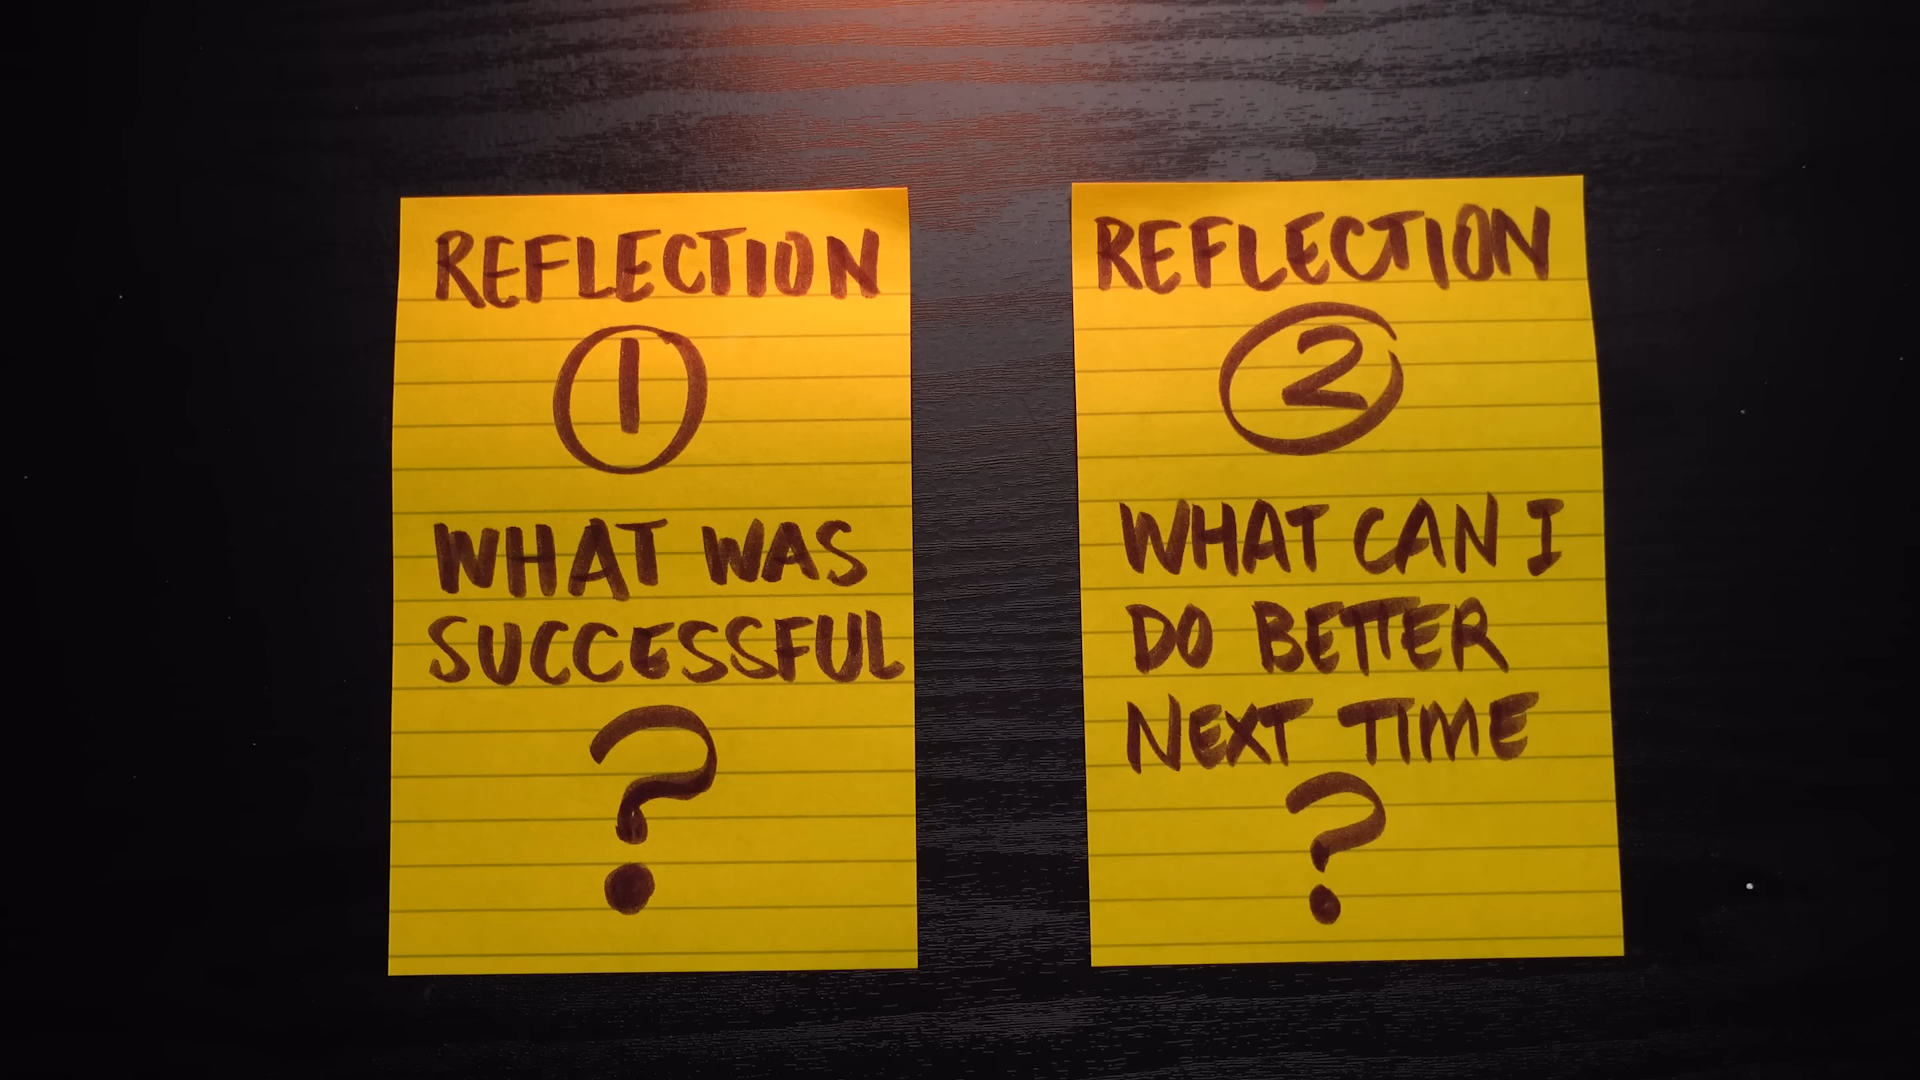 REFLECTION
1
WHAT WAS
SUCCESSFUL
?
REFLECTION
2
WHAT CAN I
DO BETTER
NEXT TIME
?